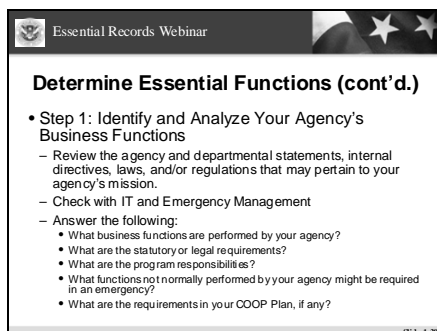 Essential Records Webinar
Determine Essential Functions (cont'd.)
• Step 1: Identify and Analyze Your Agency's
Business Functions
– Review the agency and departmental statements, internal
directives, laws, and/or regulations that may pertain to your
agency's mission.
– Check with IT and Emergency Management
– Answer the following:
• What business functions are performed by your agency?
• What are the statutory or legal requirements?
• What are the program responsibilities?
• What functions not normally performed by your agency might be required
in an emergency?
• What are the requirements in your COOP Plan, if any?